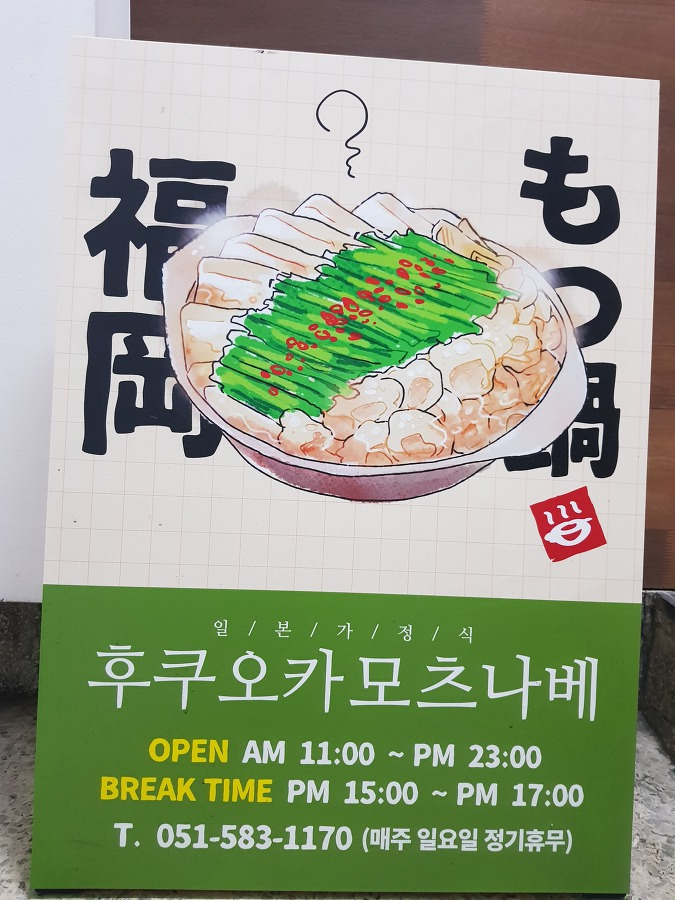 福岡
もつ鍋
일 / 본 / 가 / 정 / 식
후쿠오카 모츠나베
OPEN AM 11:00 ~ PM 23:00
BREAK TIME PM 15:00 ~ PM 17:00
T. 051-583-1170 (매주 일요일 정기휴무)